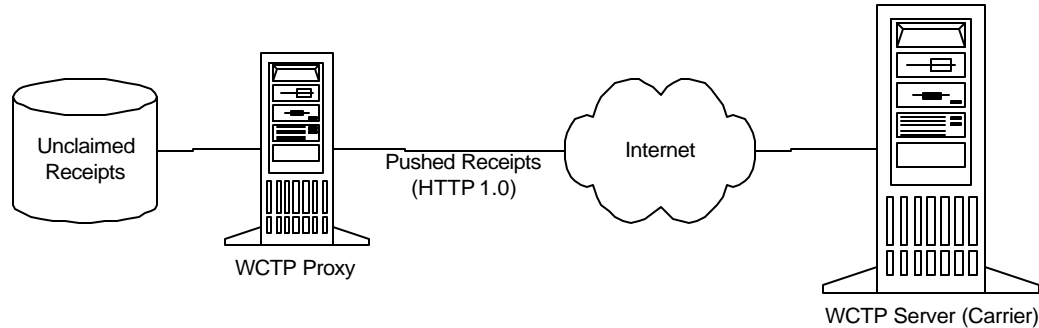 Unclaimed
Receipts
Pushed Receipts
(HTTP 1.0)
Internet
WCTP Proxy
WCTP Server (Carrier)